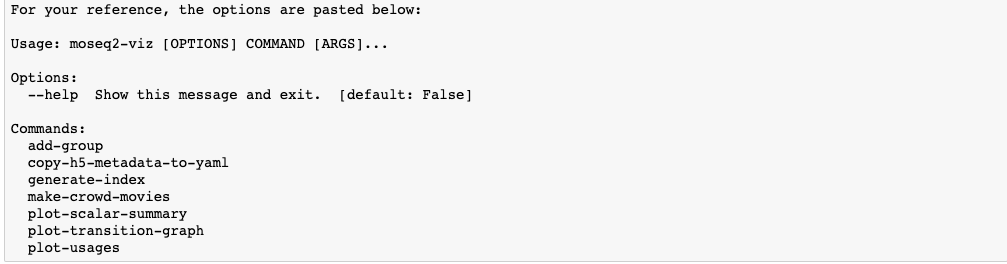 For your reference, the options are pasted below:
Usage: moseq2-viz [OPTIONS] COMMAND [ARGS]...
Options:
--help  Show this message and exit.  [default: False]
Commands:
add-group
copy-h5-metadata-to-yaml
generate-index
make-crowd-movies
plot-scalar-summary
plot-transition-graph
plot-usages